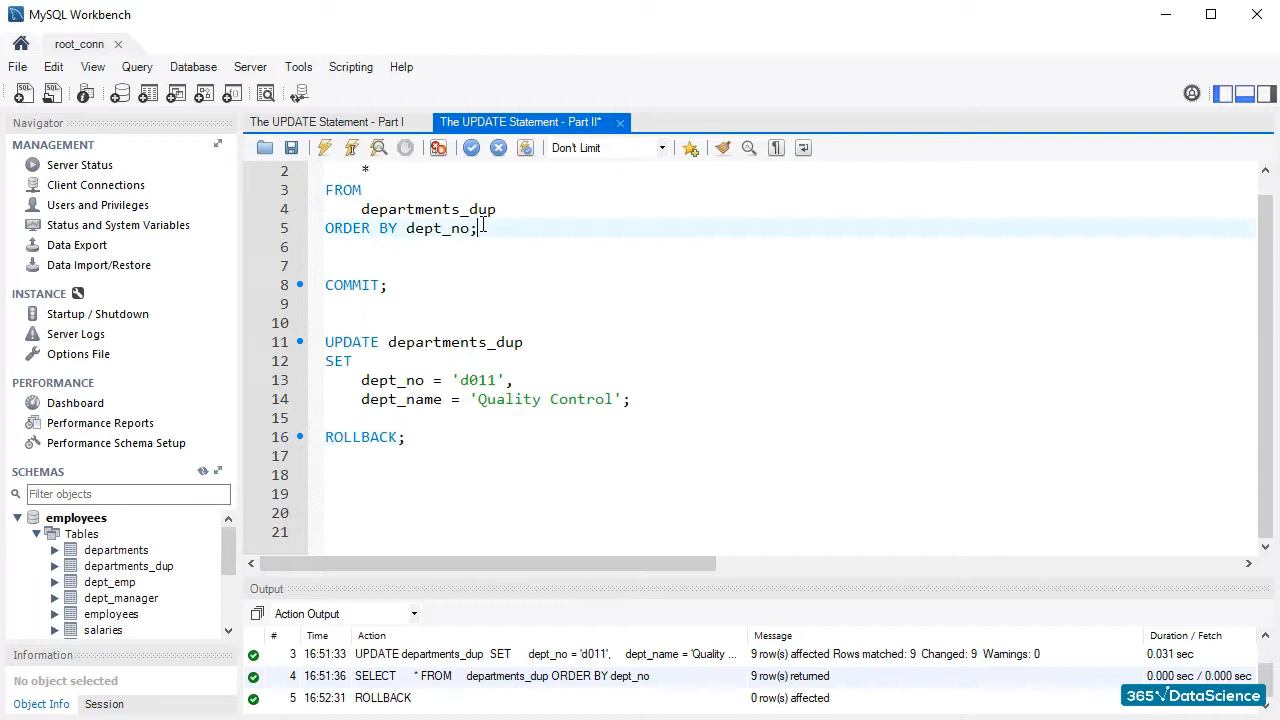 MySQL Workbench
root_conn
File Edit View Query Database Server Tools Scripting Help
Navigator
MANAGEMENT
Server Status
Client Connections
Users and Privileges
Status and System Variables
Data Export
Data Import/Restore
INSTANCE
Startup / Shutdown
Server Logs
Options File
PERFORMANCE
Dashboard
Performance Reports
Performance Schema Setup
SCHEMAS
Filter objects
employees
Tables
departments
departments_dup
dept_emp
dept_manager
employees
salaries
Information
No object selected
Object Info Session
The UPDATE Statement - Part I The UPDATE Statement - Part II*
Don't Limit
2 *
3 FROM
4 departments_dup
5 ORDER BY dept_no;
6
7
8 COMMIT;
9
10
11 UPDATE departments_dup
12 SET
13 dept_no = 'd011',
14 dept_name = 'Quality Control';
15
16 ROLLBACK;
17
18
19
20
21
Output
Action Output
# Time Action Message Duration / Fetch
3 16:51:33 UPDATE departments_dup SET dept_no = 'd011', dept_name = 'Quality ... 9 row(s) affected Rows matched: 9 Changed: 9 Warnings: 0 0.031 sec
4 16:51:36 SELECT * FROM departments_dup ORDER BY dept_no 9 row(s) returned 0.000 sec / 0.000 sec
5 16:52:31 ROLLBACK 0 row(s) affected
365 DataScience